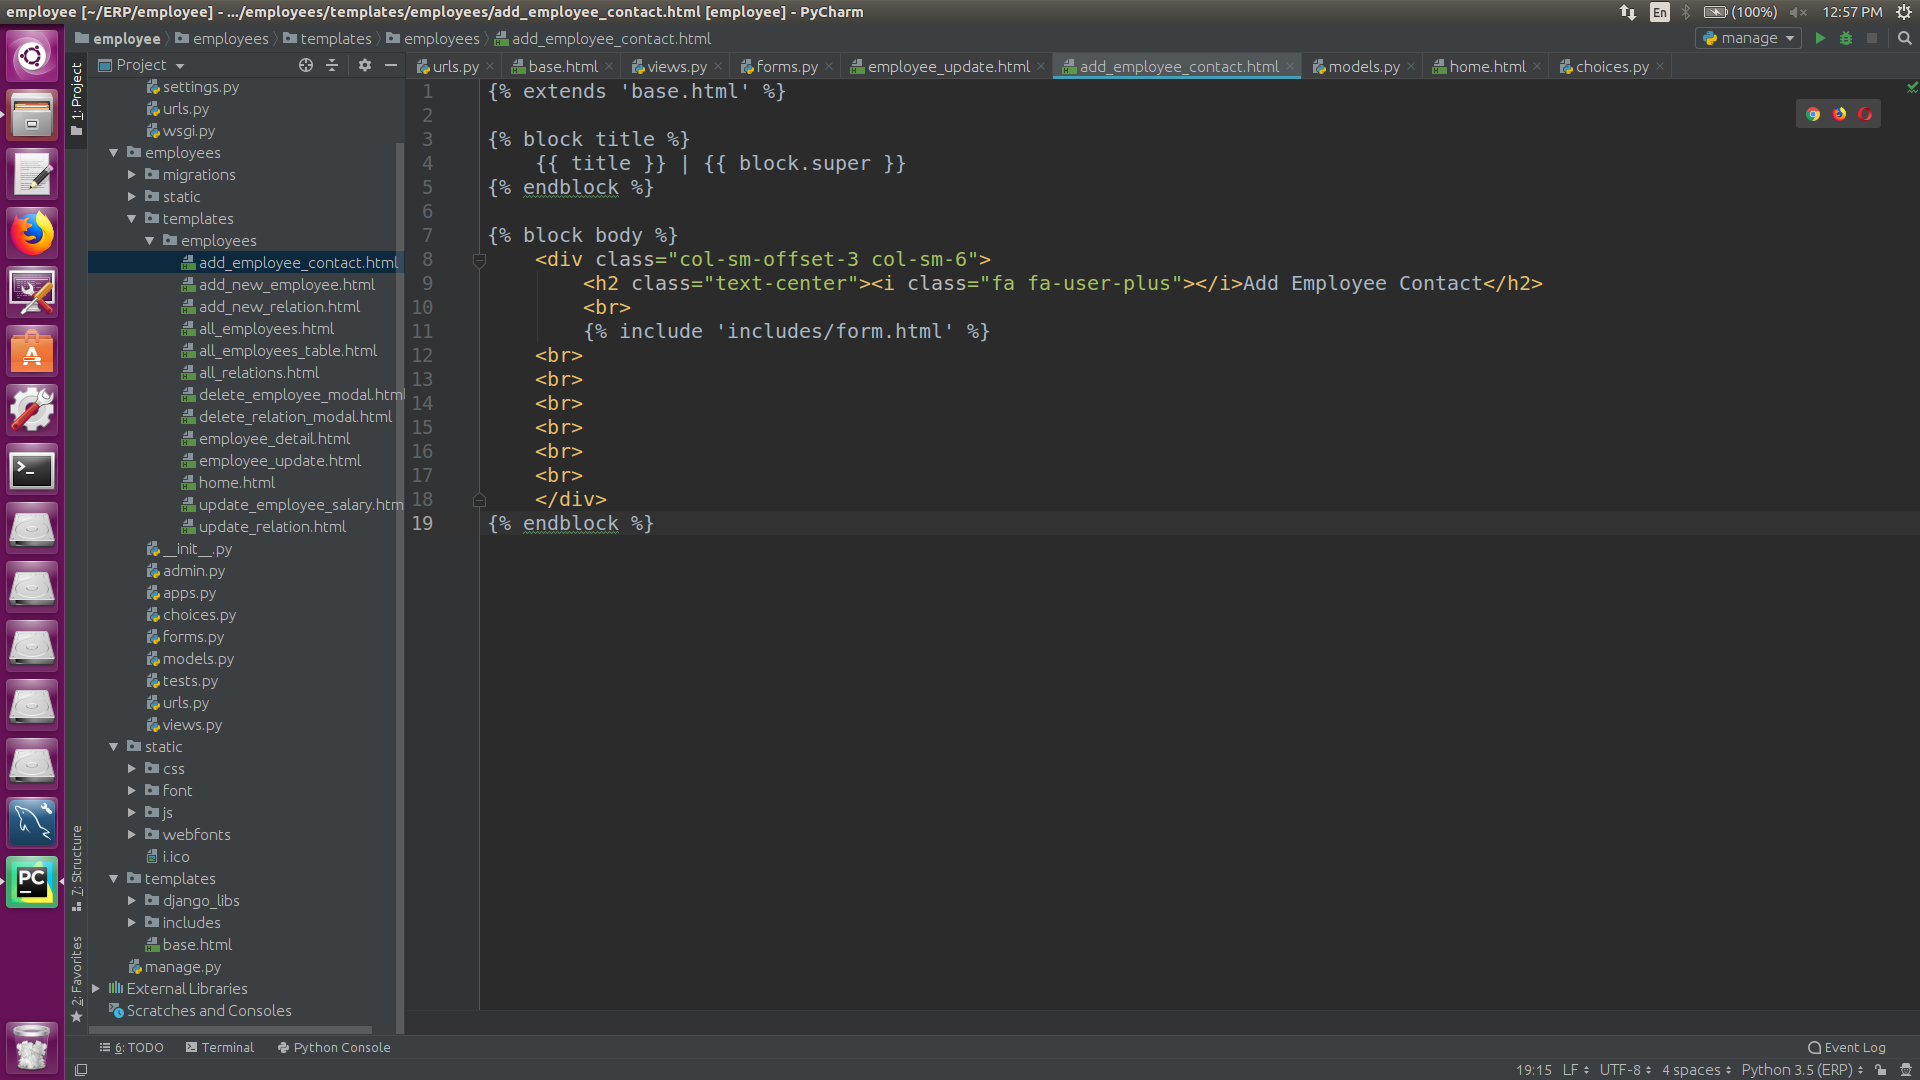 employee [~/ERP/employee] - .../employees/templates/employees/add_employee_contact.html [employee] - PyCharm
En (100%) 12:57 PM
employee employees templates employees add_employee_contact.html
manage
1: Project
Project
urls.py base.html views.py forms.py employee_update.html add_employee_contact.html models.py home.html choices.py
settings.py
urls.py
wsgi.py
employees
migrations
static
templates
employees
add_employee_contact.html
add_new_employee.html
add_new_relation.html
all_employees.html
all_employees_table.html
all_relations.html
delete_employee_modal.html
delete_relation_modal.html
employee_detail.html
employee_update.html
home.html
update_employee_salary.htm
update_relation.html
__init__.py
admin.py
apps.py
choices.py
forms.py
models.py
tests.py
urls.py
views.py
static
css
font
js
webfonts
i.ico
templates
django_libs
includes
base.html
manage.py
External Libraries
Scratches and Consoles
7: Structure
2: Favorites
1 {% extends 'base.html' %}
2
3 {% block title %}
4 {{ title }} | {{ block.super }}
5 {% endblock %}
6
7 {% block body %}
8 <div class="col-sm-offset-3 col-sm-6">
9 <h2 class="text-center"><i class="fa fa-user-plus"></i>Add Employee Contact</h2>
10 <br>
11 {% include 'includes/form.html' %}
12 <br>
13 <br>
14 <br>
15 <br>
16 <br>
17 <br>
18 </div>
19 {% endblock %}
PC
6: TODO Terminal Python Console Event Log
19:15 LF UTF-8 4 spaces Python 3.5 (ERP)